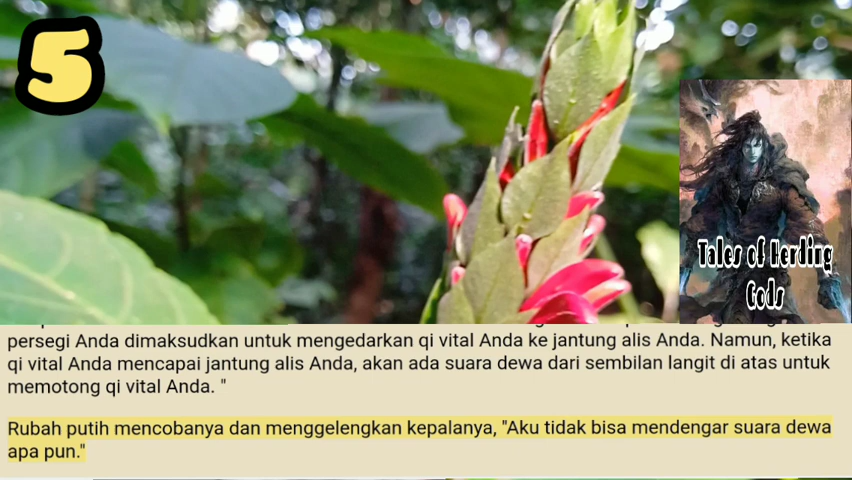 5
Tales of Herding
Gods
persegi Anda dimaksudkan untuk mengedarkan qi vital Anda ke jantung alis Anda. Namun, ketika
qi vital Anda mencapai jantung alis Anda, akan ada suara dewa dari sembilan langit di atas untuk
memotong qi vital Anda. "
Rubah putih mencobanya dan menggelengkan kepalanya, "Aku tidak bisa mendengar suara dewa
apa pun."